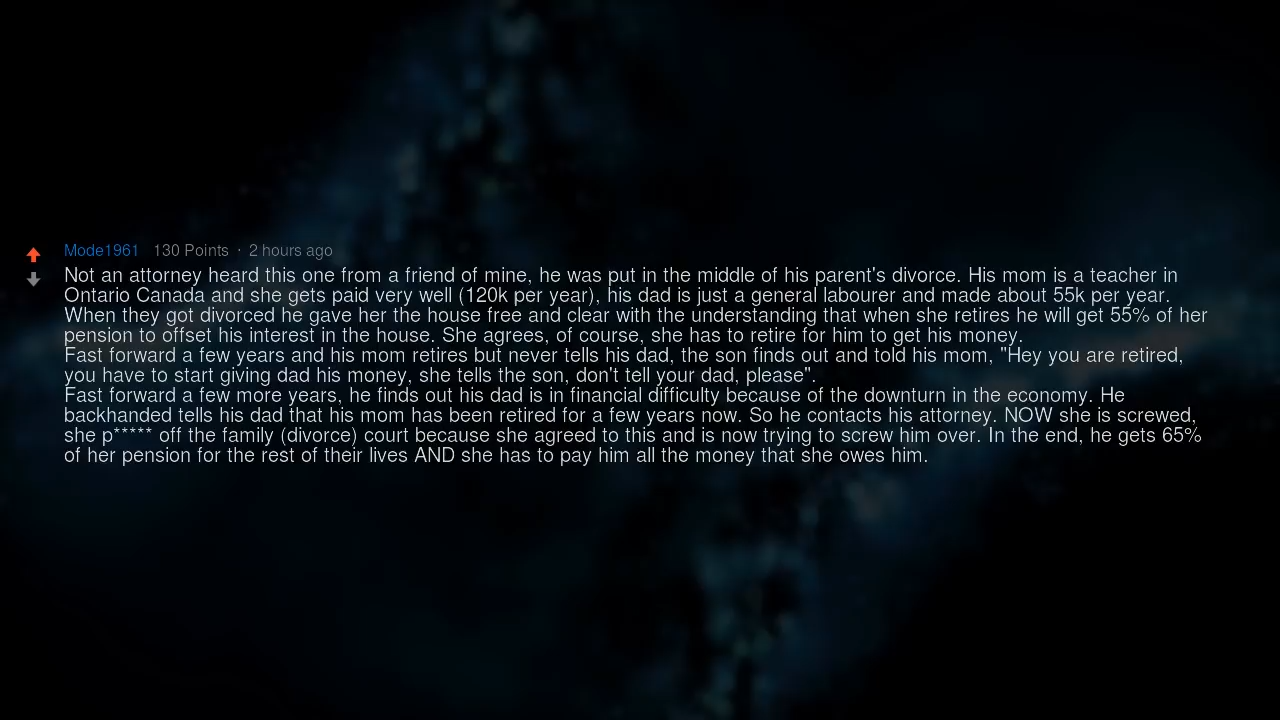 Mode1961 130 Points · 2 hours ago
Not an attorney heard this one from a friend of mine, he was put in the middle of his parent's divorce. His mom is a teacher in
Ontario Canada and she gets paid very well (120k per year), his dad is just a general labourer and made about 55k per year.
When they got divorced he gave her the house free and clear with the understanding that when she retires he will get 55% of her
pension to offset his interest in the house. She agrees, of course, she has to retire for him to get his money.
Fast forward a few years and his mom retires but never tells his dad, the son finds out and told his mom, "Hey you are retired,
you have to start giving dad his money, she tells the son, don't tell your dad, please".
Fast forward a few more years, he finds out his dad is in financial difficulty because of the downturn in the economy. He
backhanded tells his dad that his mom has been retired for a few years now. So he contacts his attorney. NOW she is screwed,
she p***** off the family (divorce) court because she agreed to this and is now trying to screw him over. In the end, he gets 65%
of her pension for the rest of their lives AND she has to pay him all the money that she owes him.